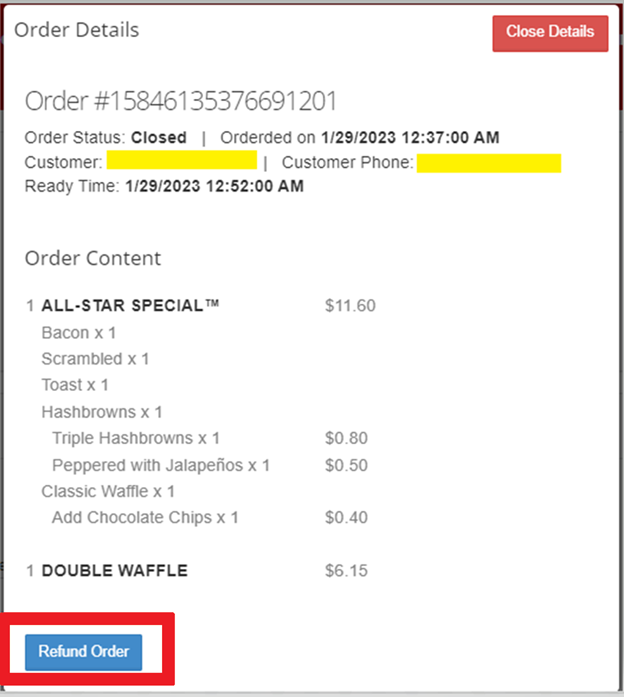 Order Details
Close Details
Order #15846135376691201
Order Status: Closed | Orderded on 1/29/2023 12:37:00 AM
Customer: | Customer Phone:
Ready Time: 1/29/2023 12:52:00 AM
Order Content
1 ALL-STAR SPECIAL™ $11.60
Bacon x 1
Scrambled x 1
Toast x 1
Hashbrowns x 1
Triple Hashbrowns x 1 $0.80
Peppered with Jalapeños x 1 $0.50
Classic Waffle x 1
Add Chocolate Chips x 1 $0.40
1 DOUBLE WAFFLE $6.15
Refund Order